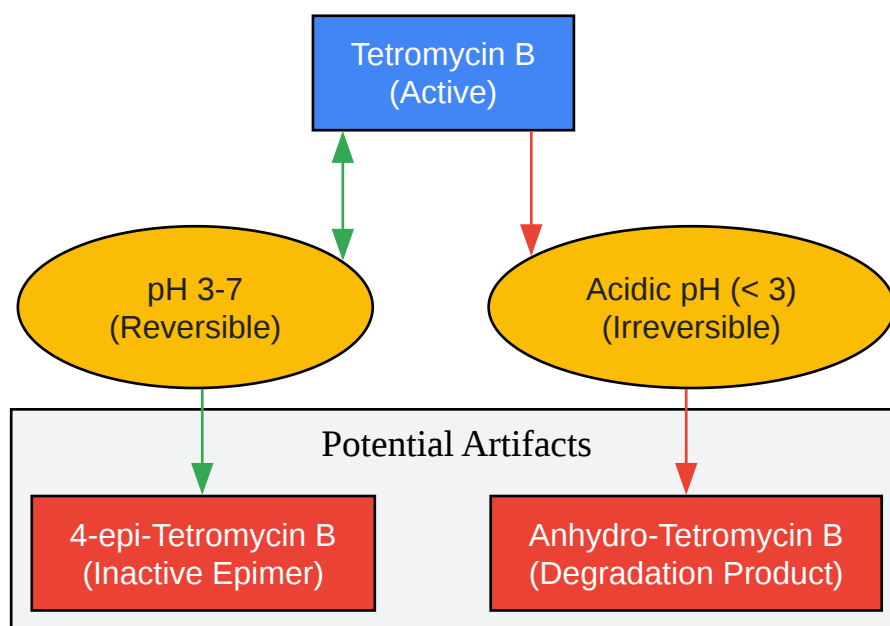 Tetromycin B
(Active)
pH 3-7
(Reversible)
Acidic pH (< 3)
(Irreversible)
Potential Artifacts
4-epi-Tetromycin B
(Inactive Epimer)
Anhydro-Tetromycin B
(Degradation Product)